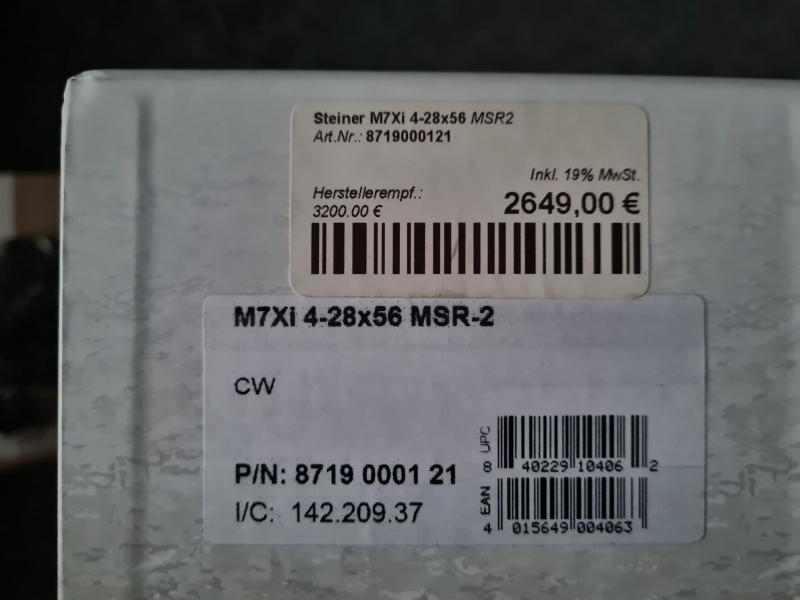 Steiner M7Xi 4-28x56 MSR2
Art.Nr.: 8719000121
Inkl. 19% MwSt.
Herstellerempf.:
3200.00 €
2649,00 €
M7Xi 4-28x56 MSR-2
CW
UPC
8 40229 10406 2
P/N: 8719 0001 21
I/C: 142.209.37
EAN
4 015649 004063